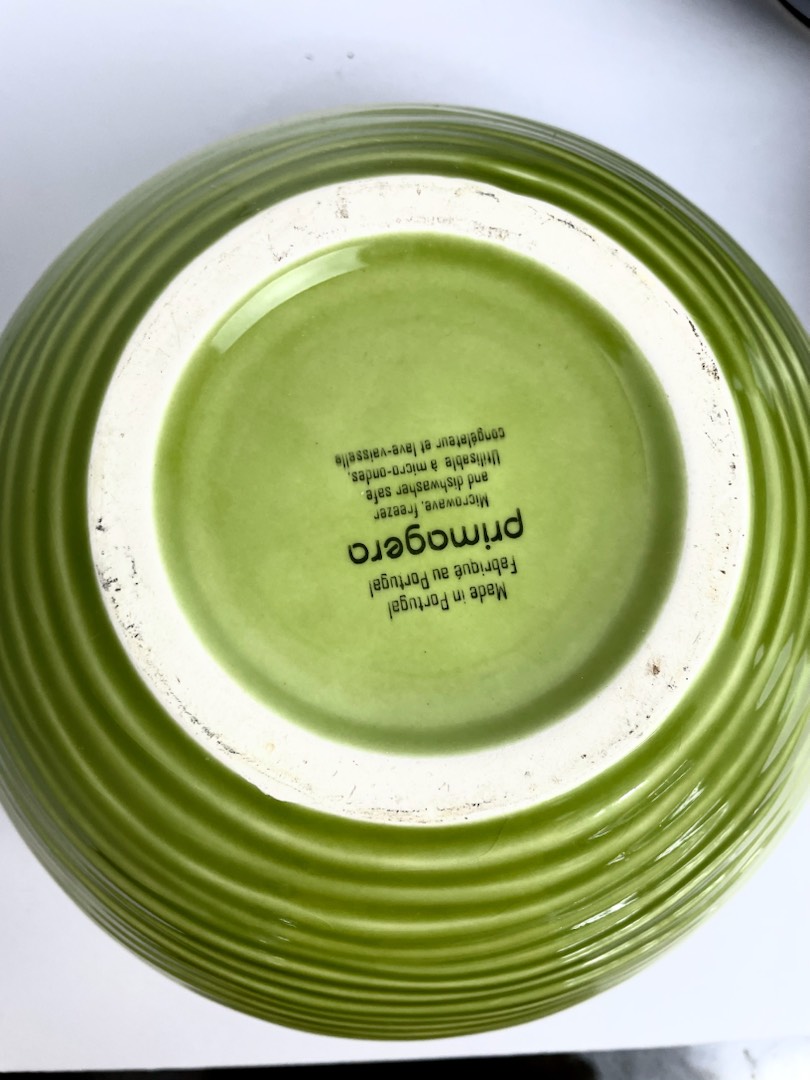 Made in Portugal
Fabriqué au Portugal
primagera
Microwave, freezer
and dishwasher safe
Utilisable à micro-ondes,
congélateur et lave-vaisselle